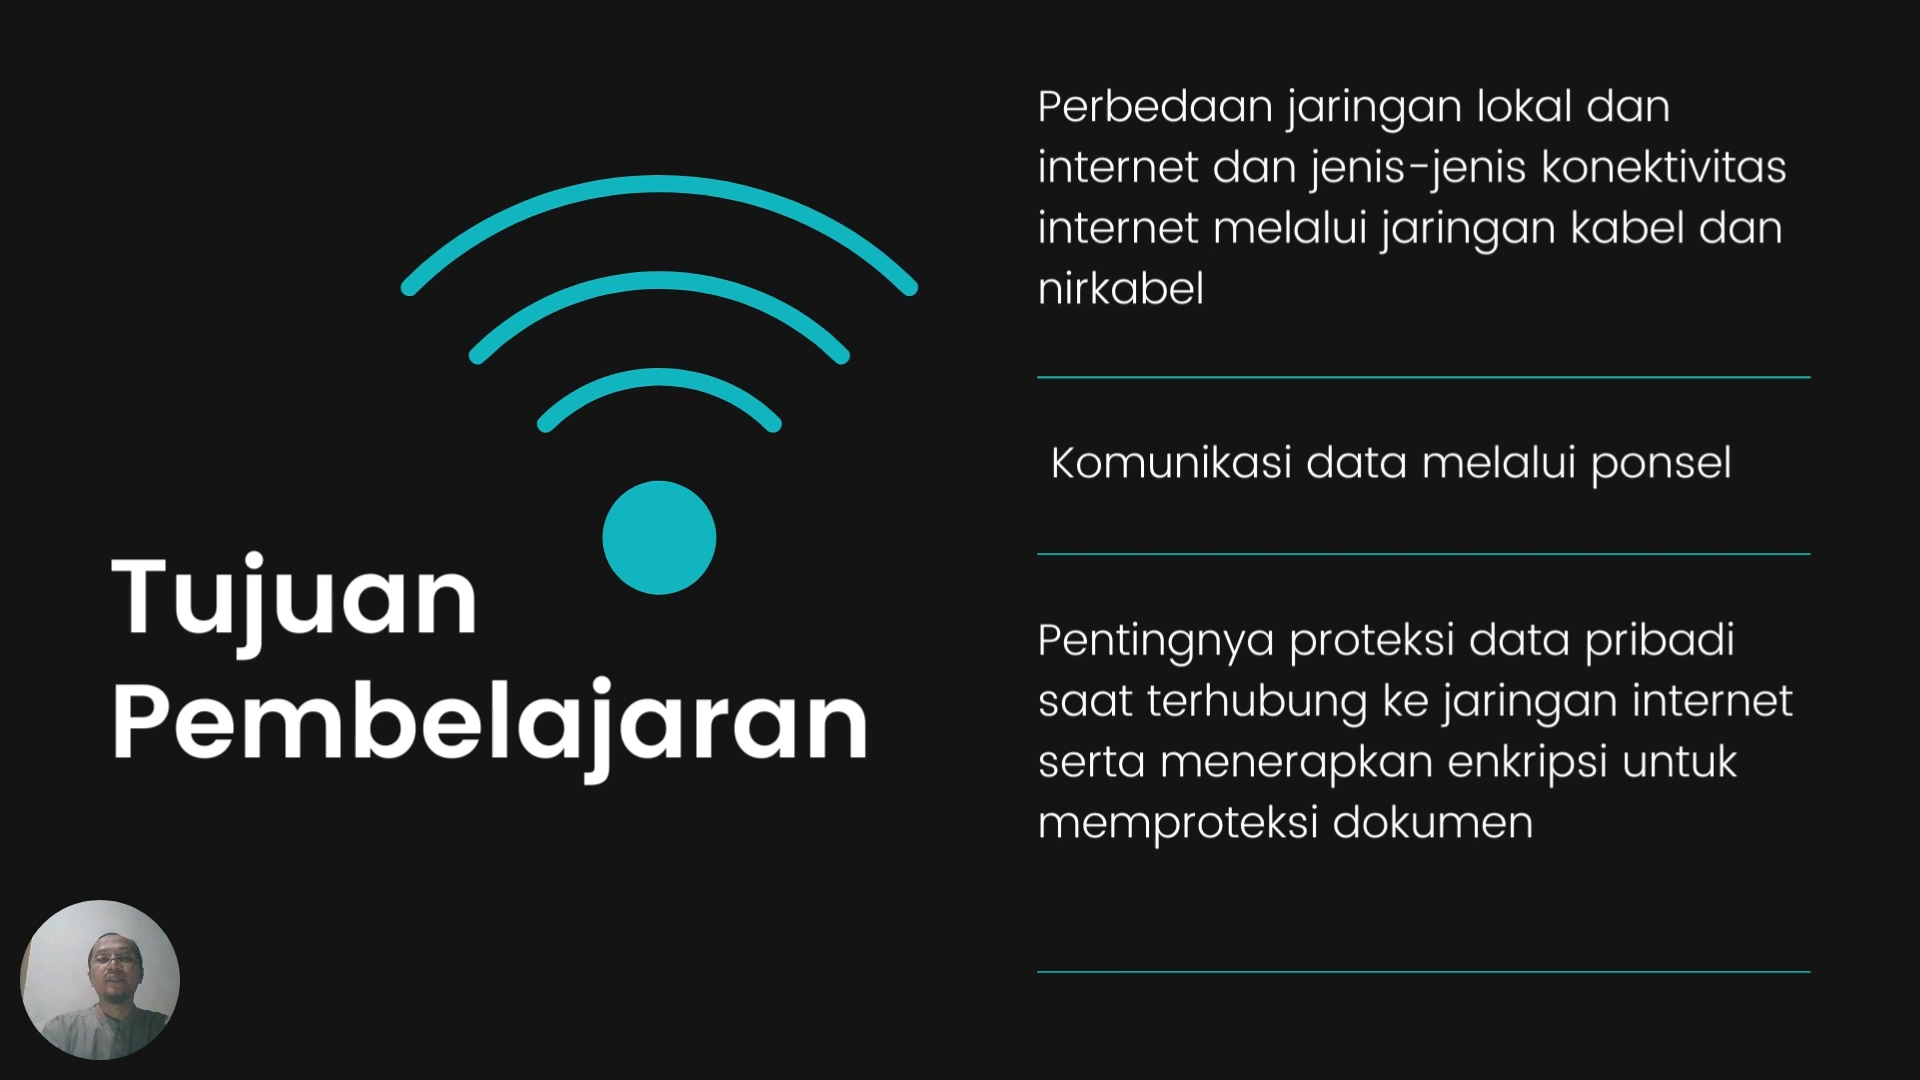 Tujuan
Pembelajaran
Perbedaan jaringan lokal dan
internet dan jenis-jenis konektivitas
internet melalui jaringan kabel dan
nirkabel
Komunikasi data melalui ponsel
Pentingnya proteksi data pribadi
saat terhubung ke jaringan internet
serta menerapkan enkripsi untuk
memproteksi dokumen